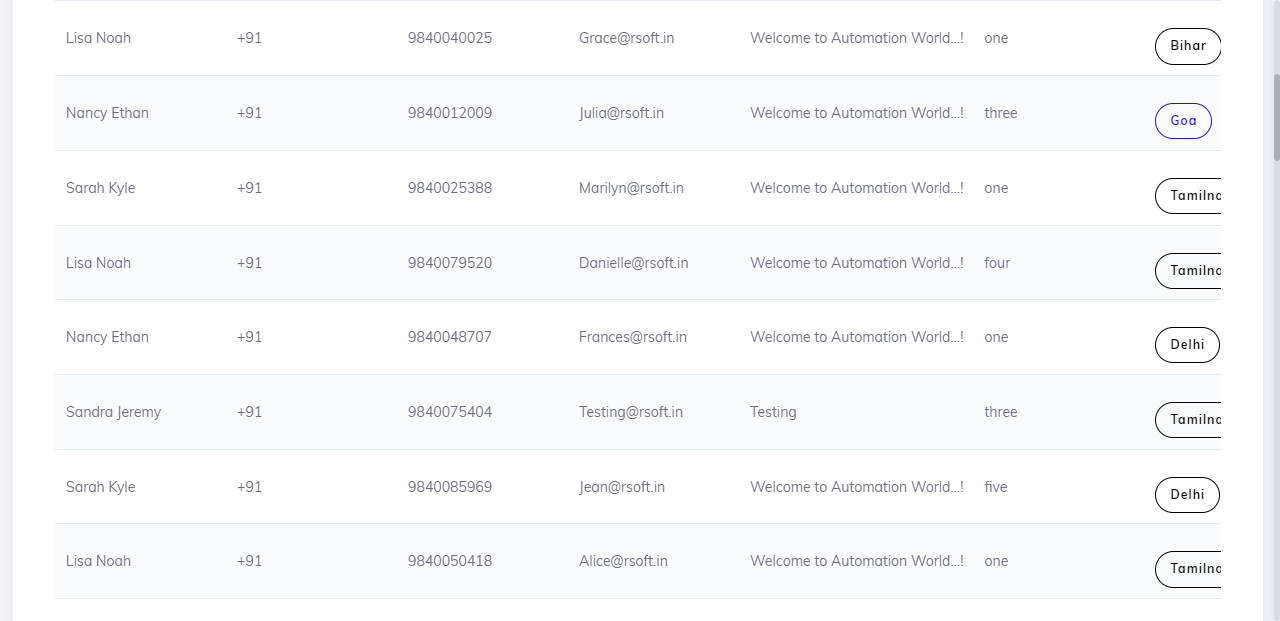 Lisa Noah +91 9840040025 Grace@rsoft.in Welcome to Automation World...! one Bihar
Nancy Ethan +91 9840012009 Julia@rsoft.in Welcome to Automation World...! three Goa
Sarah Kyle +91 9840025388 Marilyn@rsoft.in Welcome to Automation World...! one Tamilna
Lisa Noah +91 9840079520 Danielle@rsoft.in Welcome to Automation World...! four Tamilna
Nancy Ethan +91 9840048707 Frances@rsoft.in Welcome to Automation World...! one Delhi
Sandra Jeremy +91 9840075404 Testing@rsoft.in Testing three Tamilna
Sarah Kyle +91 9840085969 Jean@rsoft.in Welcome to Automation World...! five Delhi
Lisa Noah +91 9840050418 Alice@rsoft.in Welcome to Automation World...! one Tamilna